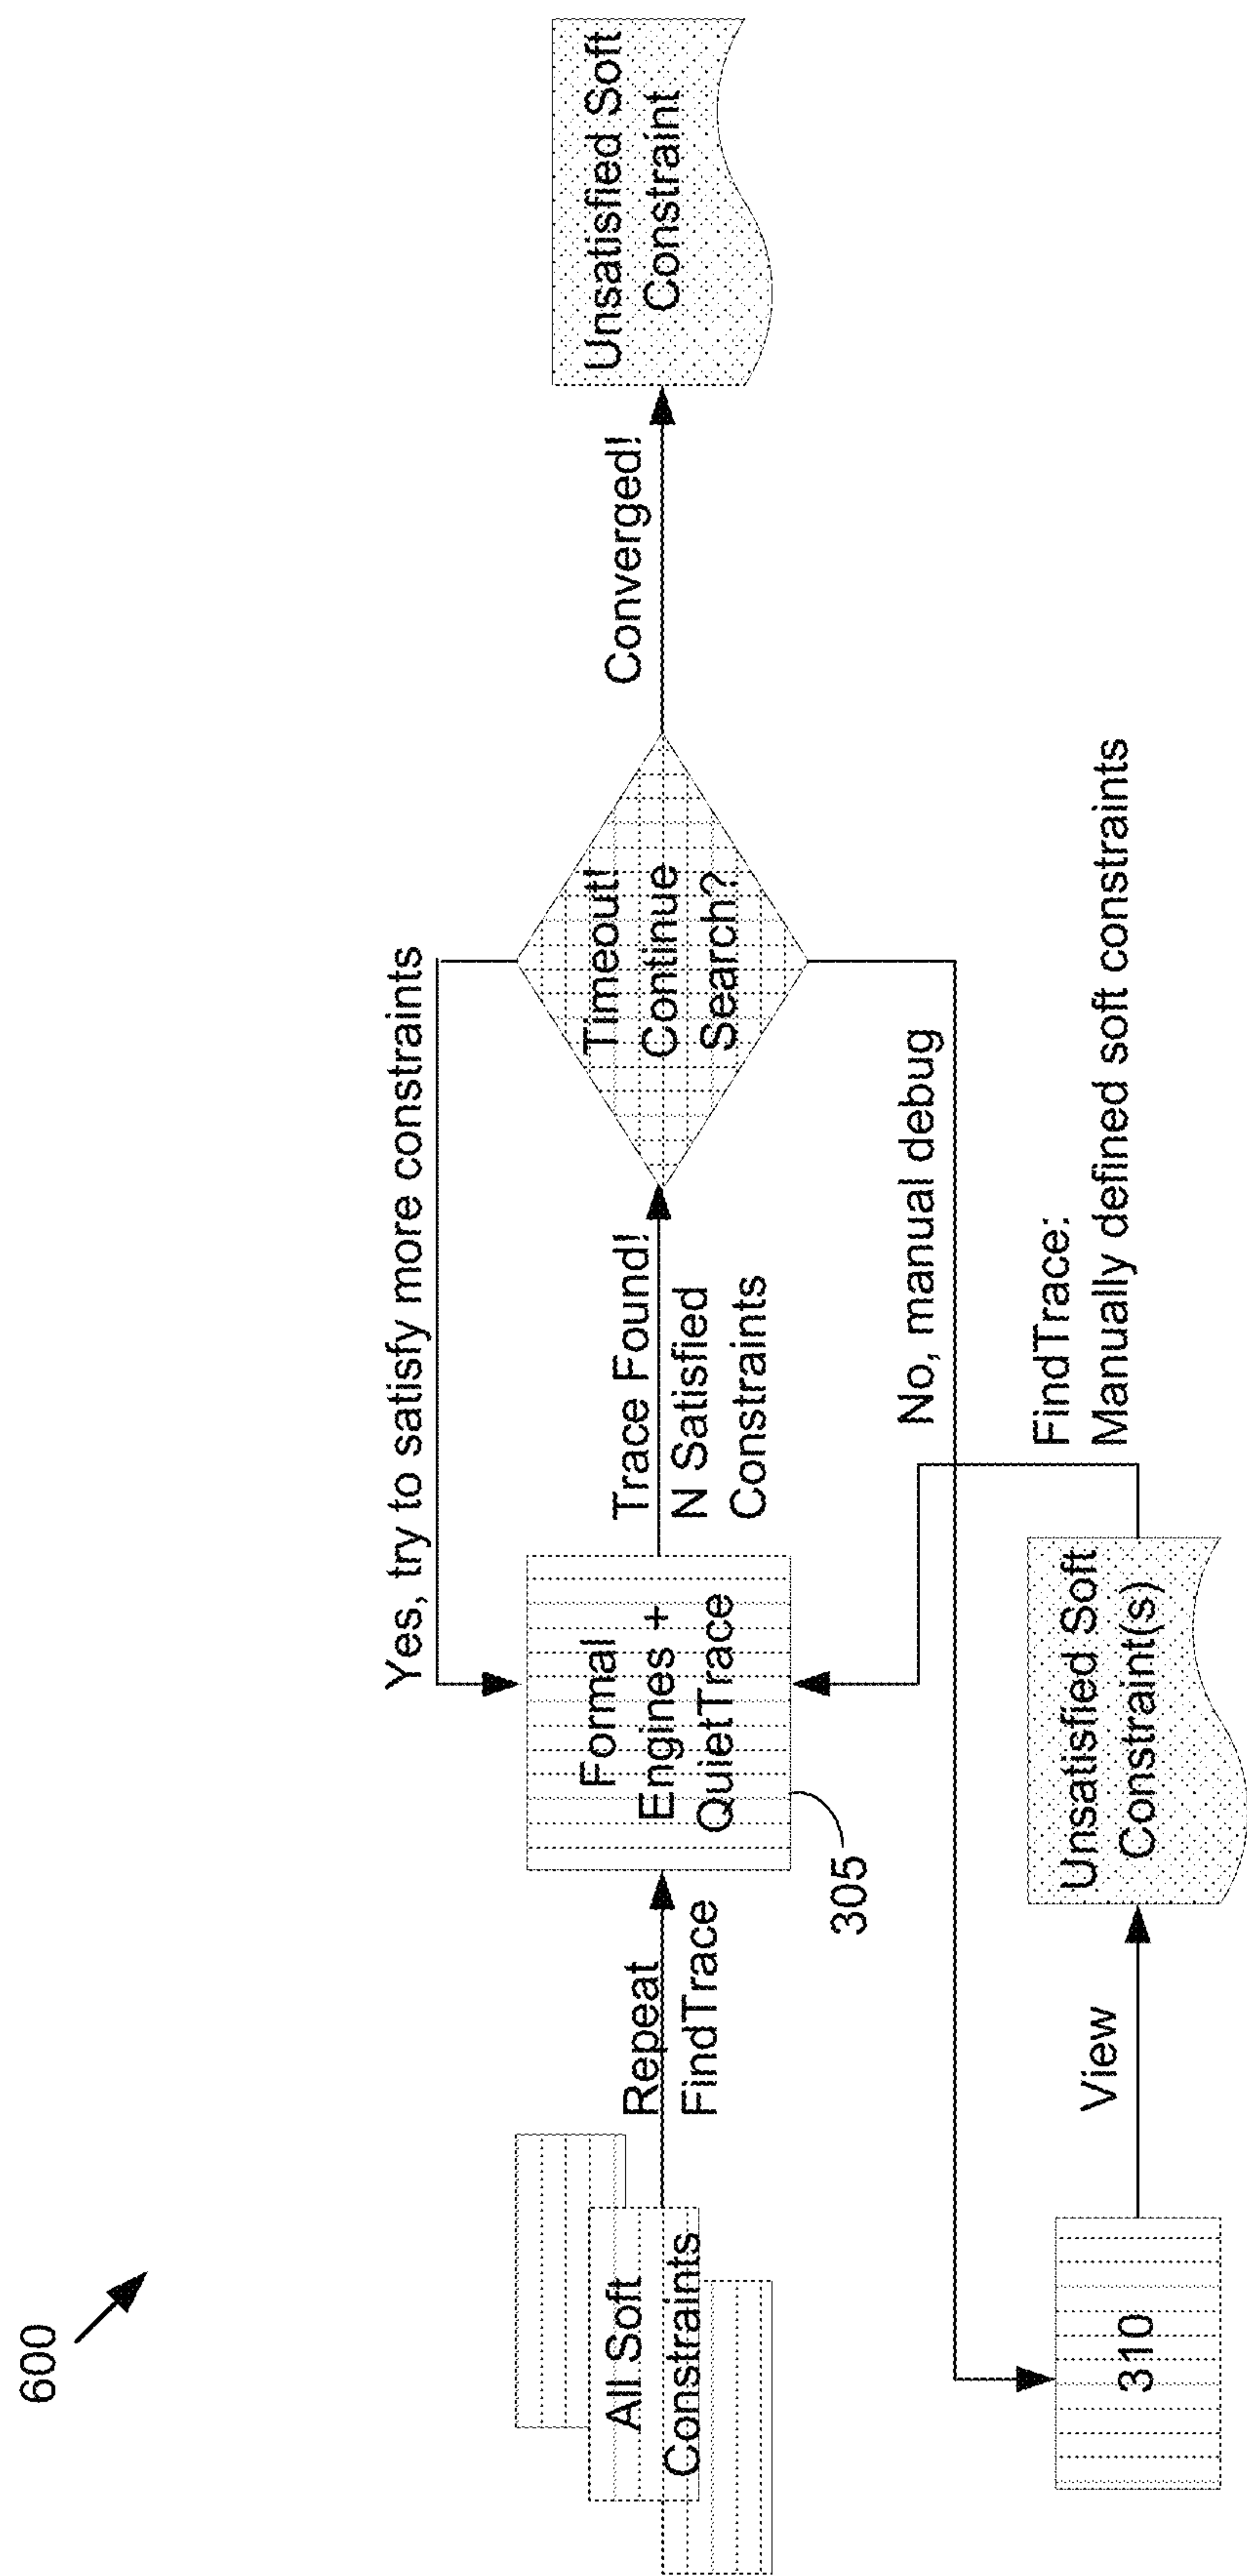 600
Yes, try to satisfy more constraints
All Soft
Constraints
Repeat
FindTrace
Formal
Engines +
QuietTrace
305
Trace Found!
N Satisfied
Constraints
Timeout!
Continue
Search?
Converged!
Unsatisfied Soft
Constraint
No, manual debug
FindTrace:
Manually defined soft constraints
310
View
Unsatisfied Soft
Constraint(s)